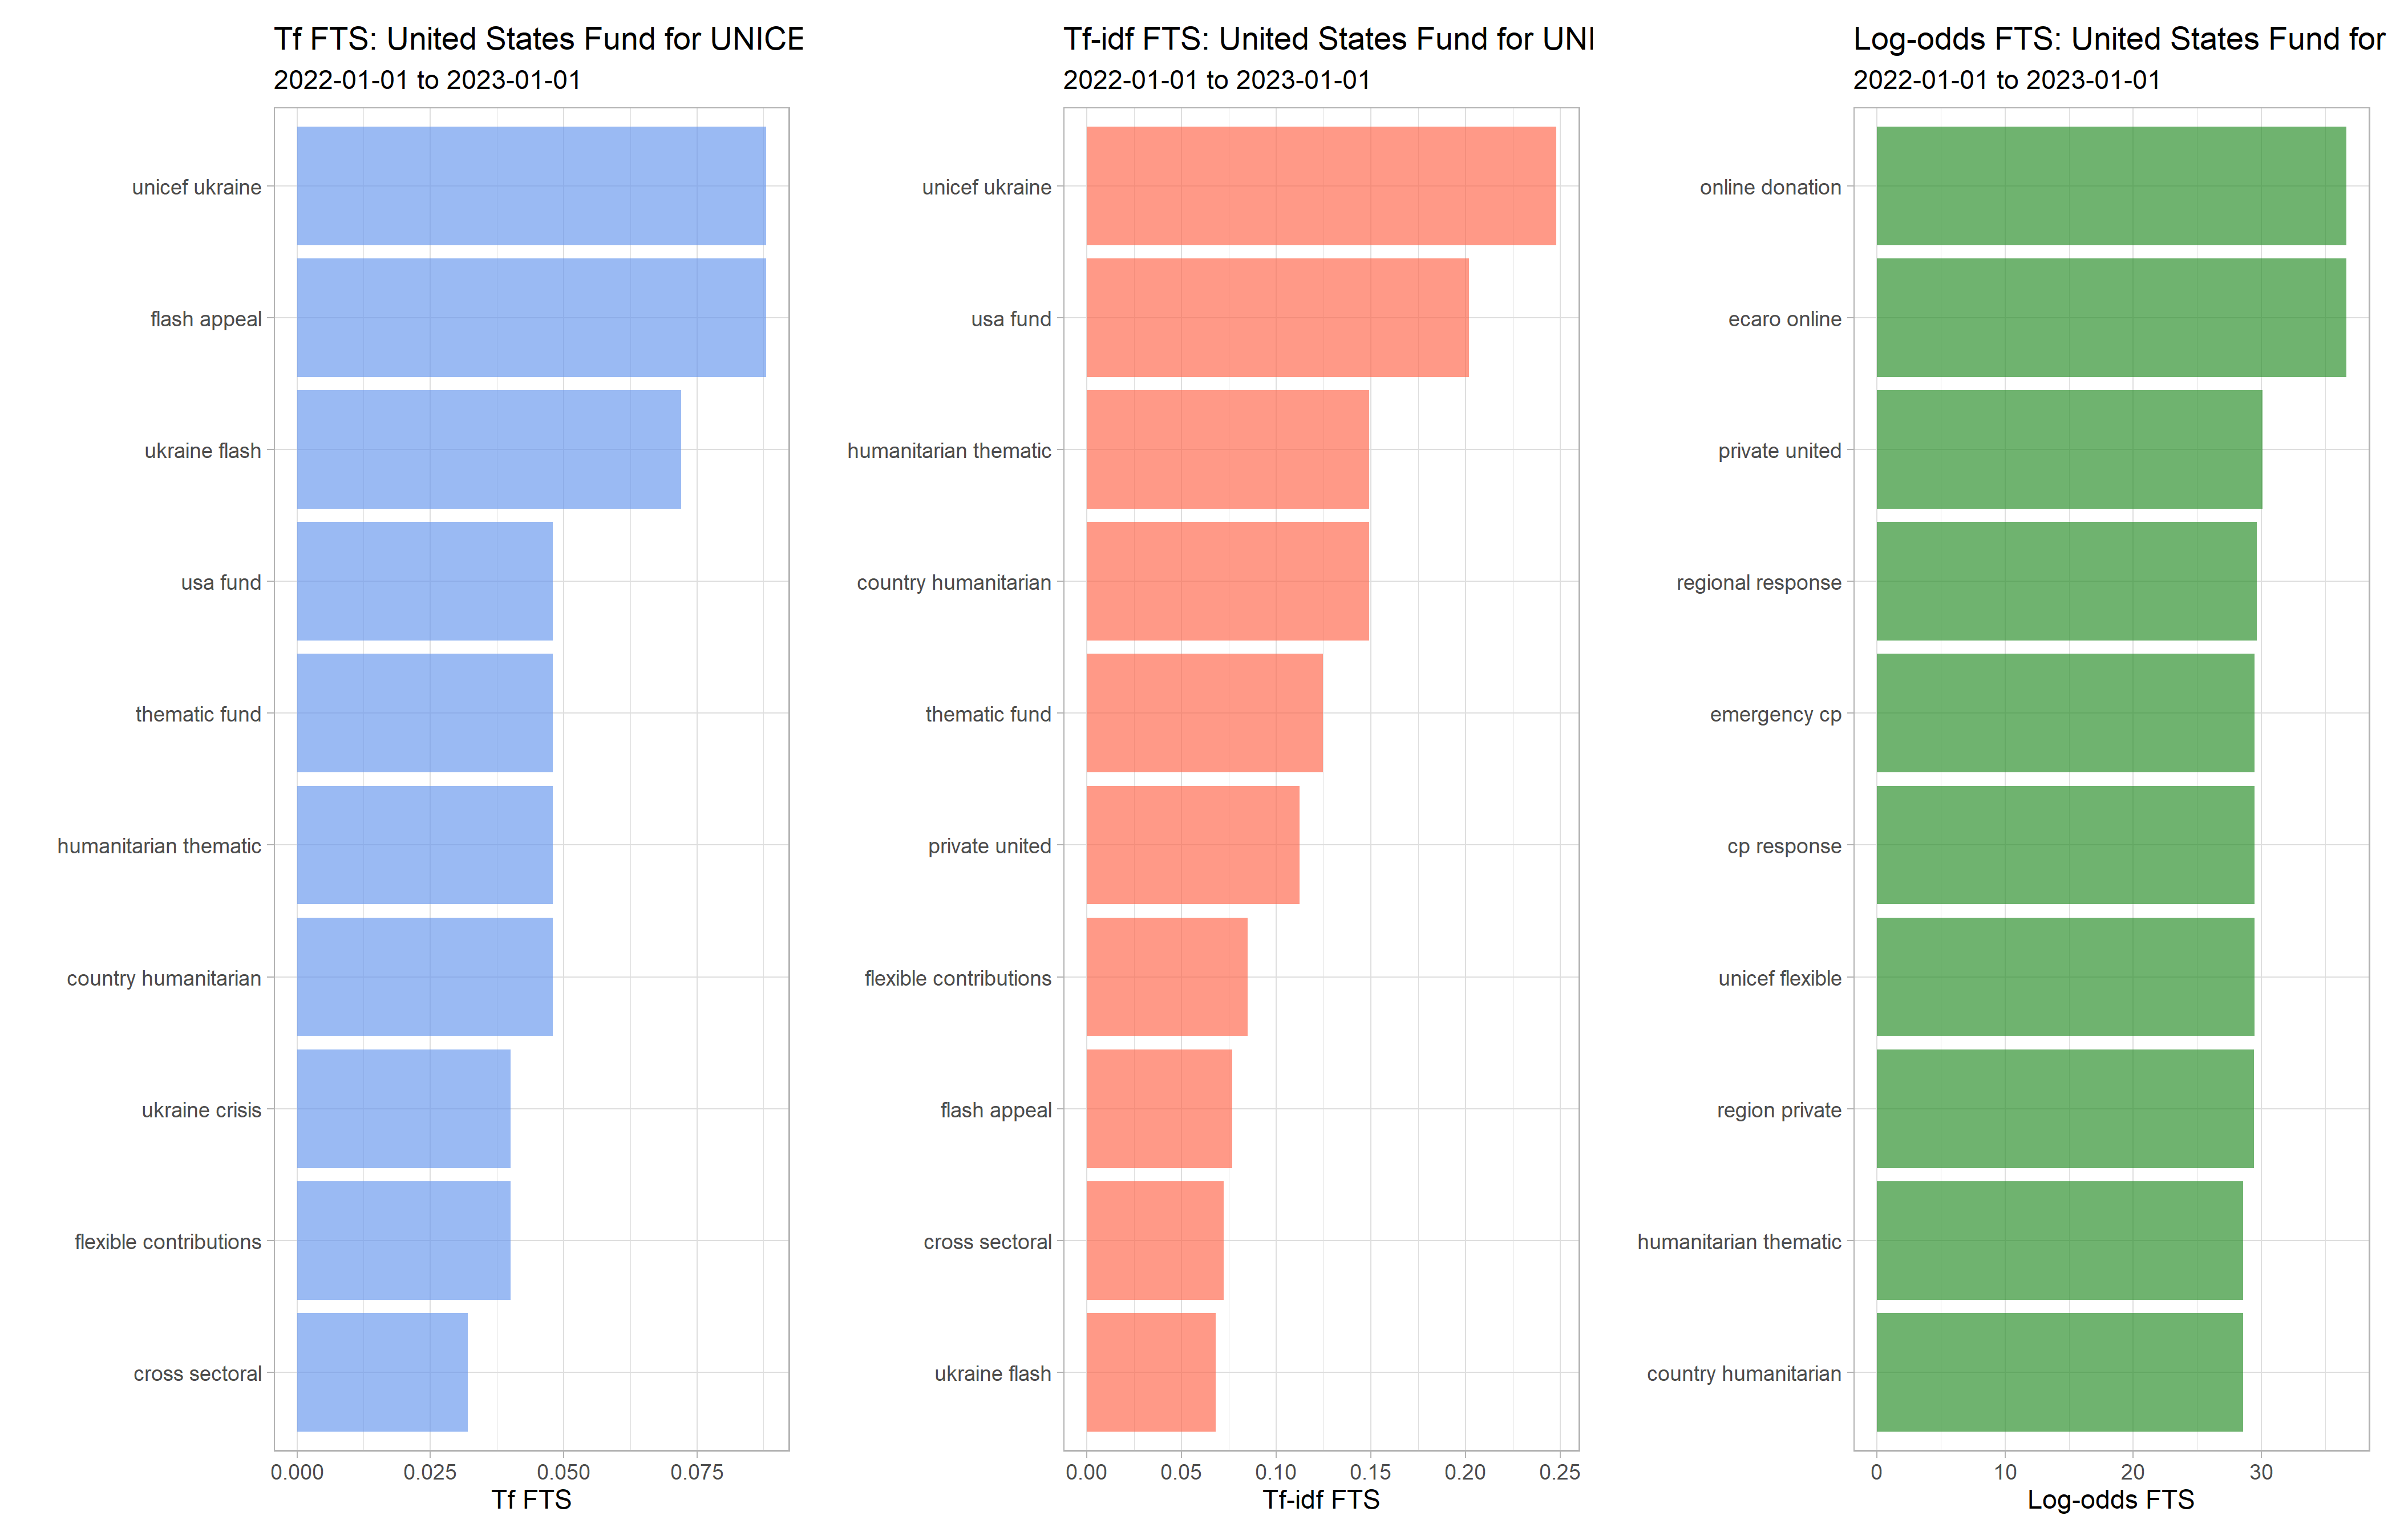 Tf FTS: United States Fund for UNICE
2022-01-01 to 2023-01-01
unicef ukraine
flash appeal
ukraine flash
usa fund
thematic fund
humanitarian thematic
country humanitarian
ukraine crisis
flexible contributions
cross sectoral
0.000 0.025 0.050 0.075
Tf FTS
Tf-idf FTS: United States Fund for UNI
2022-01-01 to 2023-01-01
unicef ukraine
usa fund
humanitarian thematic
country humanitarian
thematic fund
private united
flexible contributions
flash appeal
cross sectoral
ukraine flash
0.00 0.05 0.10 0.15 0.20 0.25
Tf-idf FTS
Log-odds FTS: United States Fund for
2022-01-01 to 2023-01-01
online donation
ecaro online
private united
regional response
emergency cp
cp response
unicef flexible
region private
humanitarian thematic
country humanitarian
0 10 20 30
Log-odds FTS